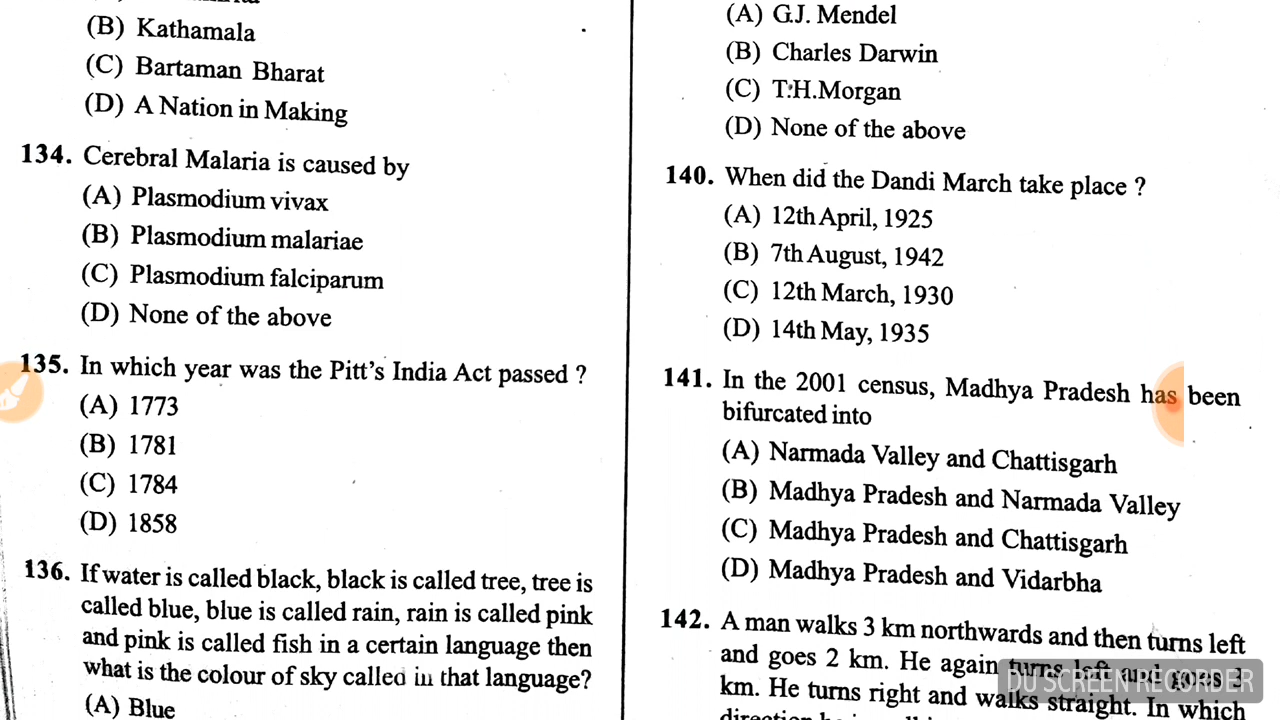 (B) Kathamala
(C) Bartaman Bharat
(D) A Nation in Making
134. Cerebral Malaria is caused by
(A) Plasmodium vivax
(B) Plasmodium malariae
(C) Plasmodium falciparum
(D) None of the above
135. In which year was the Pitt's India Act passed ?
(A) 1773
(B) 1781
(C) 1784
(D) 1858
136. If water is called black, black is called tree, tree is
called blue, blue is called rain, rain is called pink
and pink is called fish in a certain language then
what is the colour of sky called in that language?
(A) Blue
(A) G.J. Mendel
(B) Charles Darwin
(C) T.H.Morgan
(D) None of the above
140. When did the Dandi March take place ?
(A) 12th April, 1925
(B) 7th August, 1942
(C) 12th March, 1930
(D) 14th May, 1935
141. In the 2001 census, Madhya Pradesh has been
bifurcated into
(A) Narmada Valley and Chattisgarh
(B) Madhya Pradesh and Narmada Valley
(C) Madhya Pradesh and Chattisgarh
(D) Madhya Pradesh and Vidarbha
142. A man walks 3 km northwards and then turns left
and goes 2 km. He again turns left and goes 3
km. He turns right and walks straight. In which
DU SCREEN RECORDER